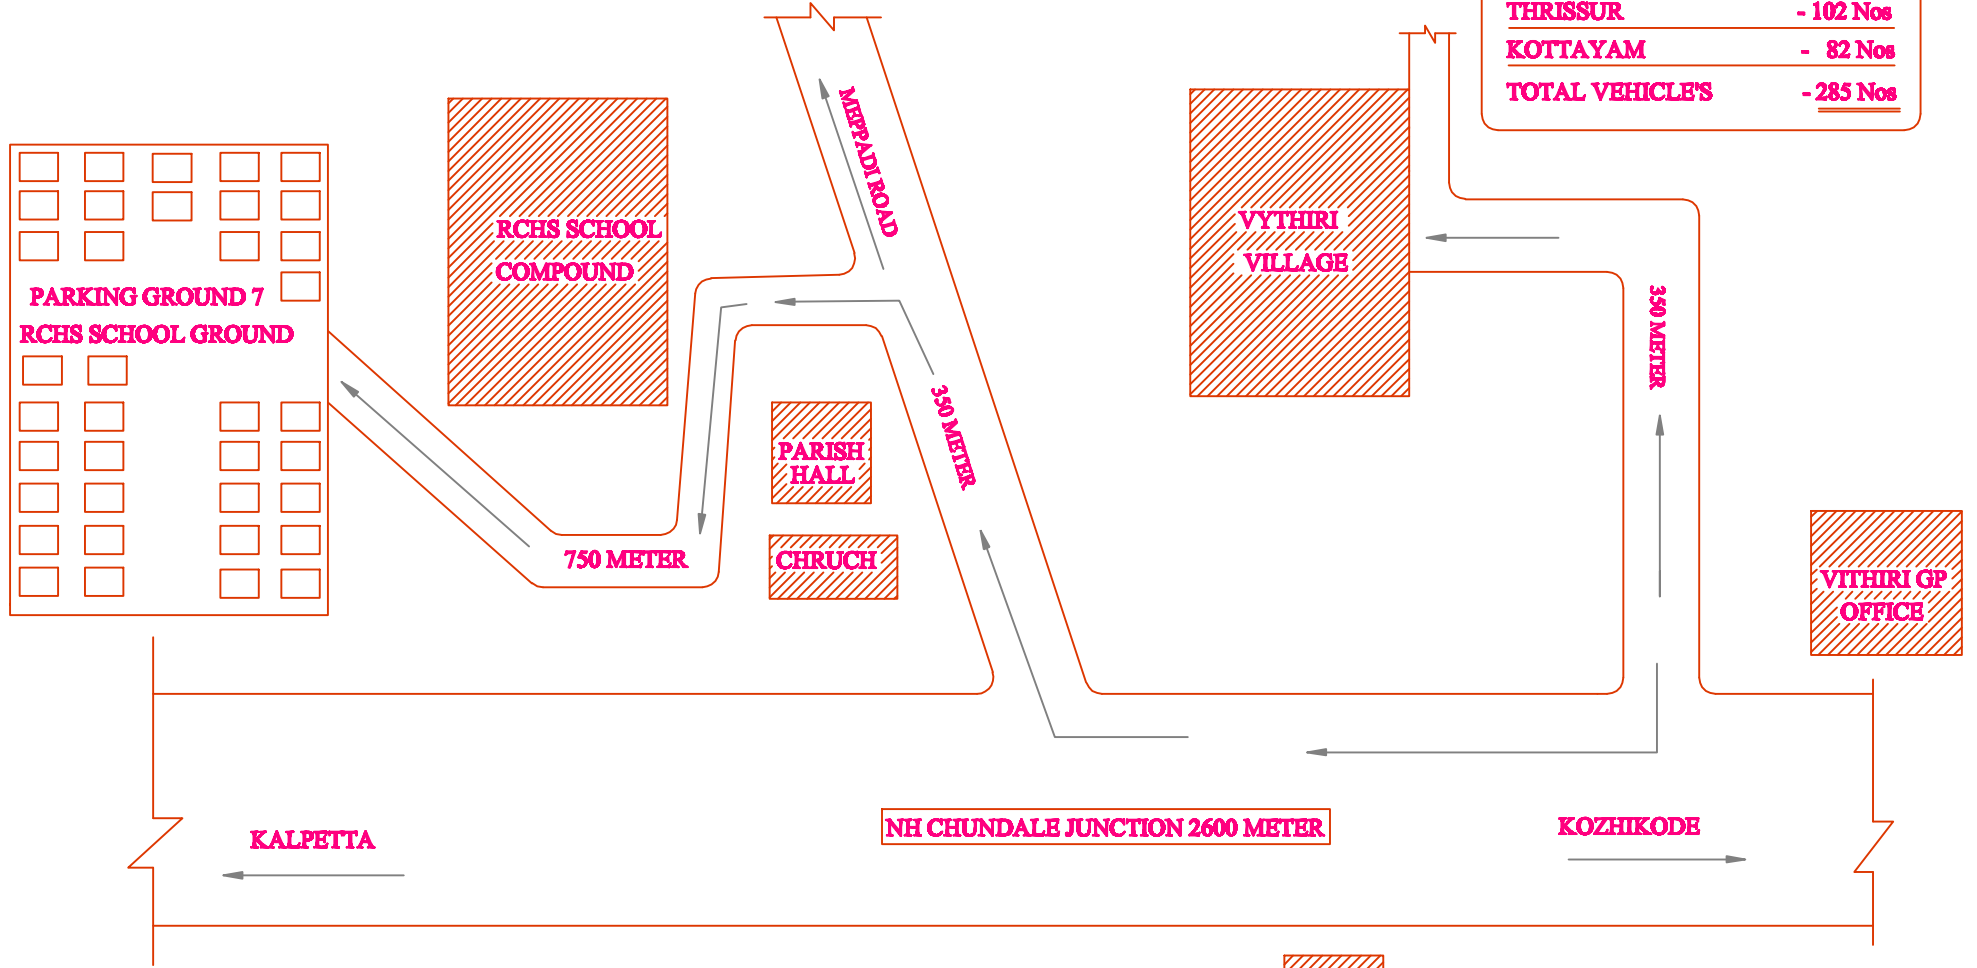 THRISSUR - 102 Nos
KOTTAYAM - 82 Nos
TOTAL VEHICLE'S - 285 Nos
MEPPADI ROAD
RCHS SCHOOL
COMPOUND
VYTHIRI
VILLAGE
PARKING GROUND 7
RCHS SCHOOL GROUND
350 METER
350 METER
PARISH
HALL
750 METER
CHRUCH
VITHIRI GP
OFFICE
NH CHUNDALE JUNCTION 2600 METER
KALPETTA
KOZHIKODE